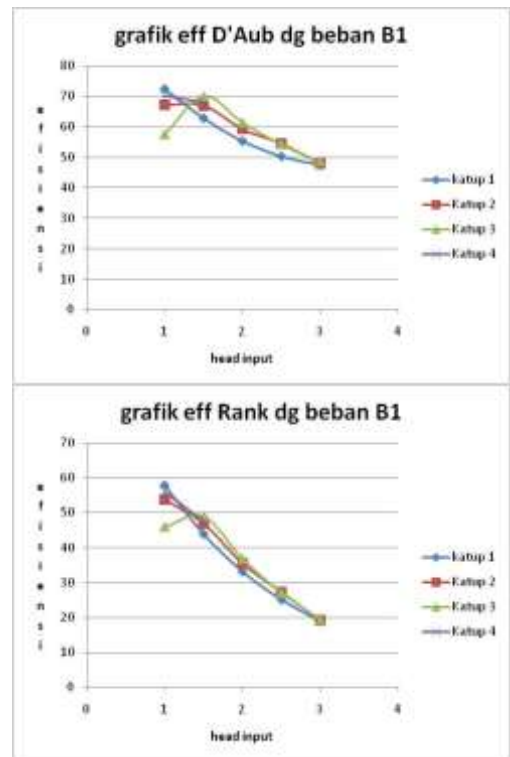 grafik eff D'Aub dg beban B1
80
70
60
50
40
30
20
10
0
0 1 2 3 4
efisiensi
head input
katup 1
Katup 2
Katup 3
Katup 4
grafik eff Rank dg beban B1
70
60
50
40
30
20
10
0
0 1 2 3 4
efisiensi
head input
katup 1
Katup 2
Katup 3
Katup 4